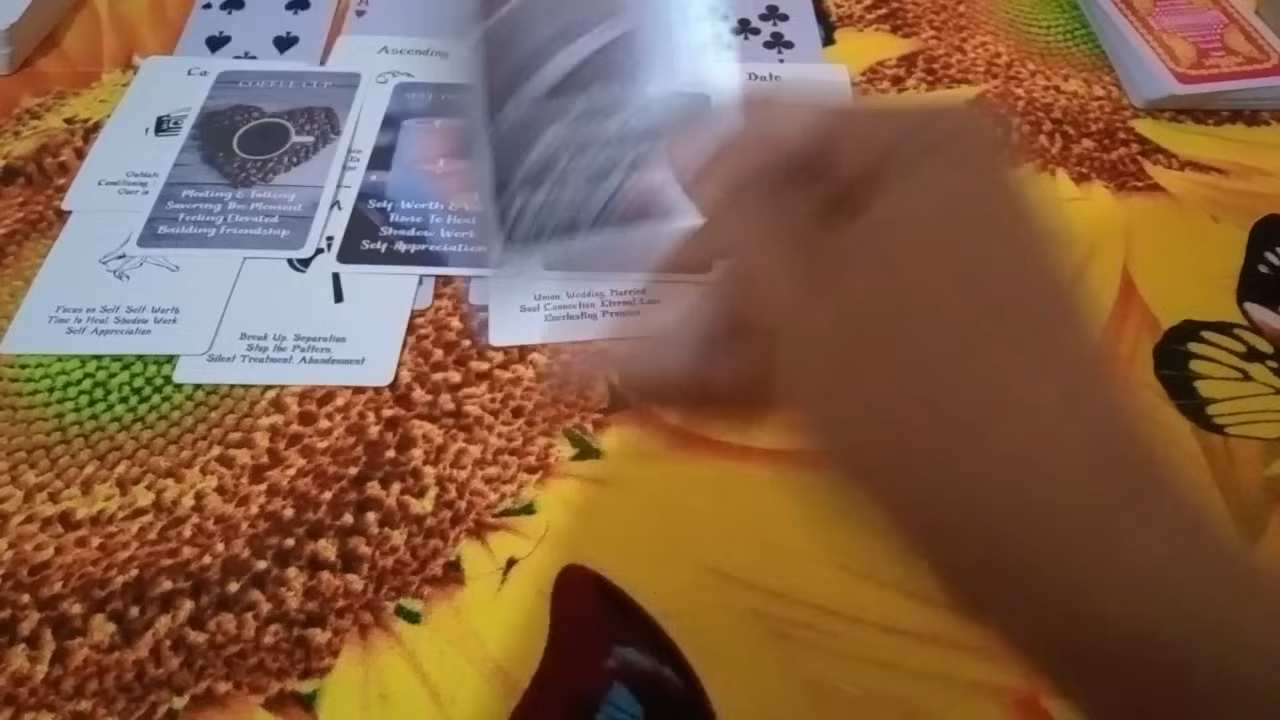 A
Ascending
Date
Ca
COFFEE CUP
Meeting & Talking
Savoring The Moment
Feeling Elevated
Building Friendship
Self-Worth &
Time To Heal
Shadow Work
Self-Appreciation
Union, Wedding, Married
Soul Connection, Eternal Love
Everlasting Promise
Focus on Self, Self-Worth
Time to Heal, Shadow Work
Self-Appreciation
Break Up, Separation
Stop the Pattern
Silent Treatment, Abandonment